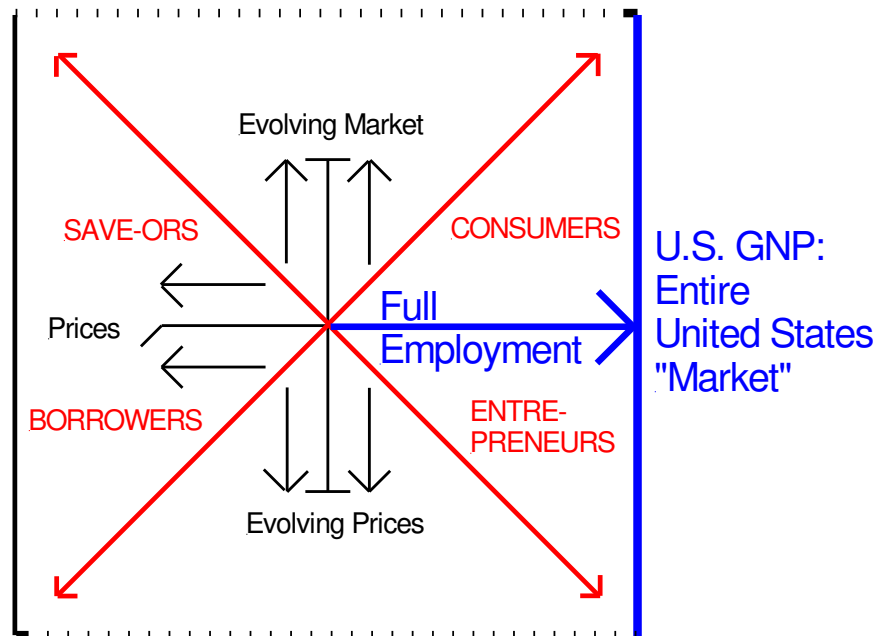 Evolving Market
SAVE-ORS
CONSUMERS
U.S. GNP:
Entire
United States
"Market"
Prices
Full
Employment
BORROWERS
ENTRE-
PRENEURS
Evolving Prices